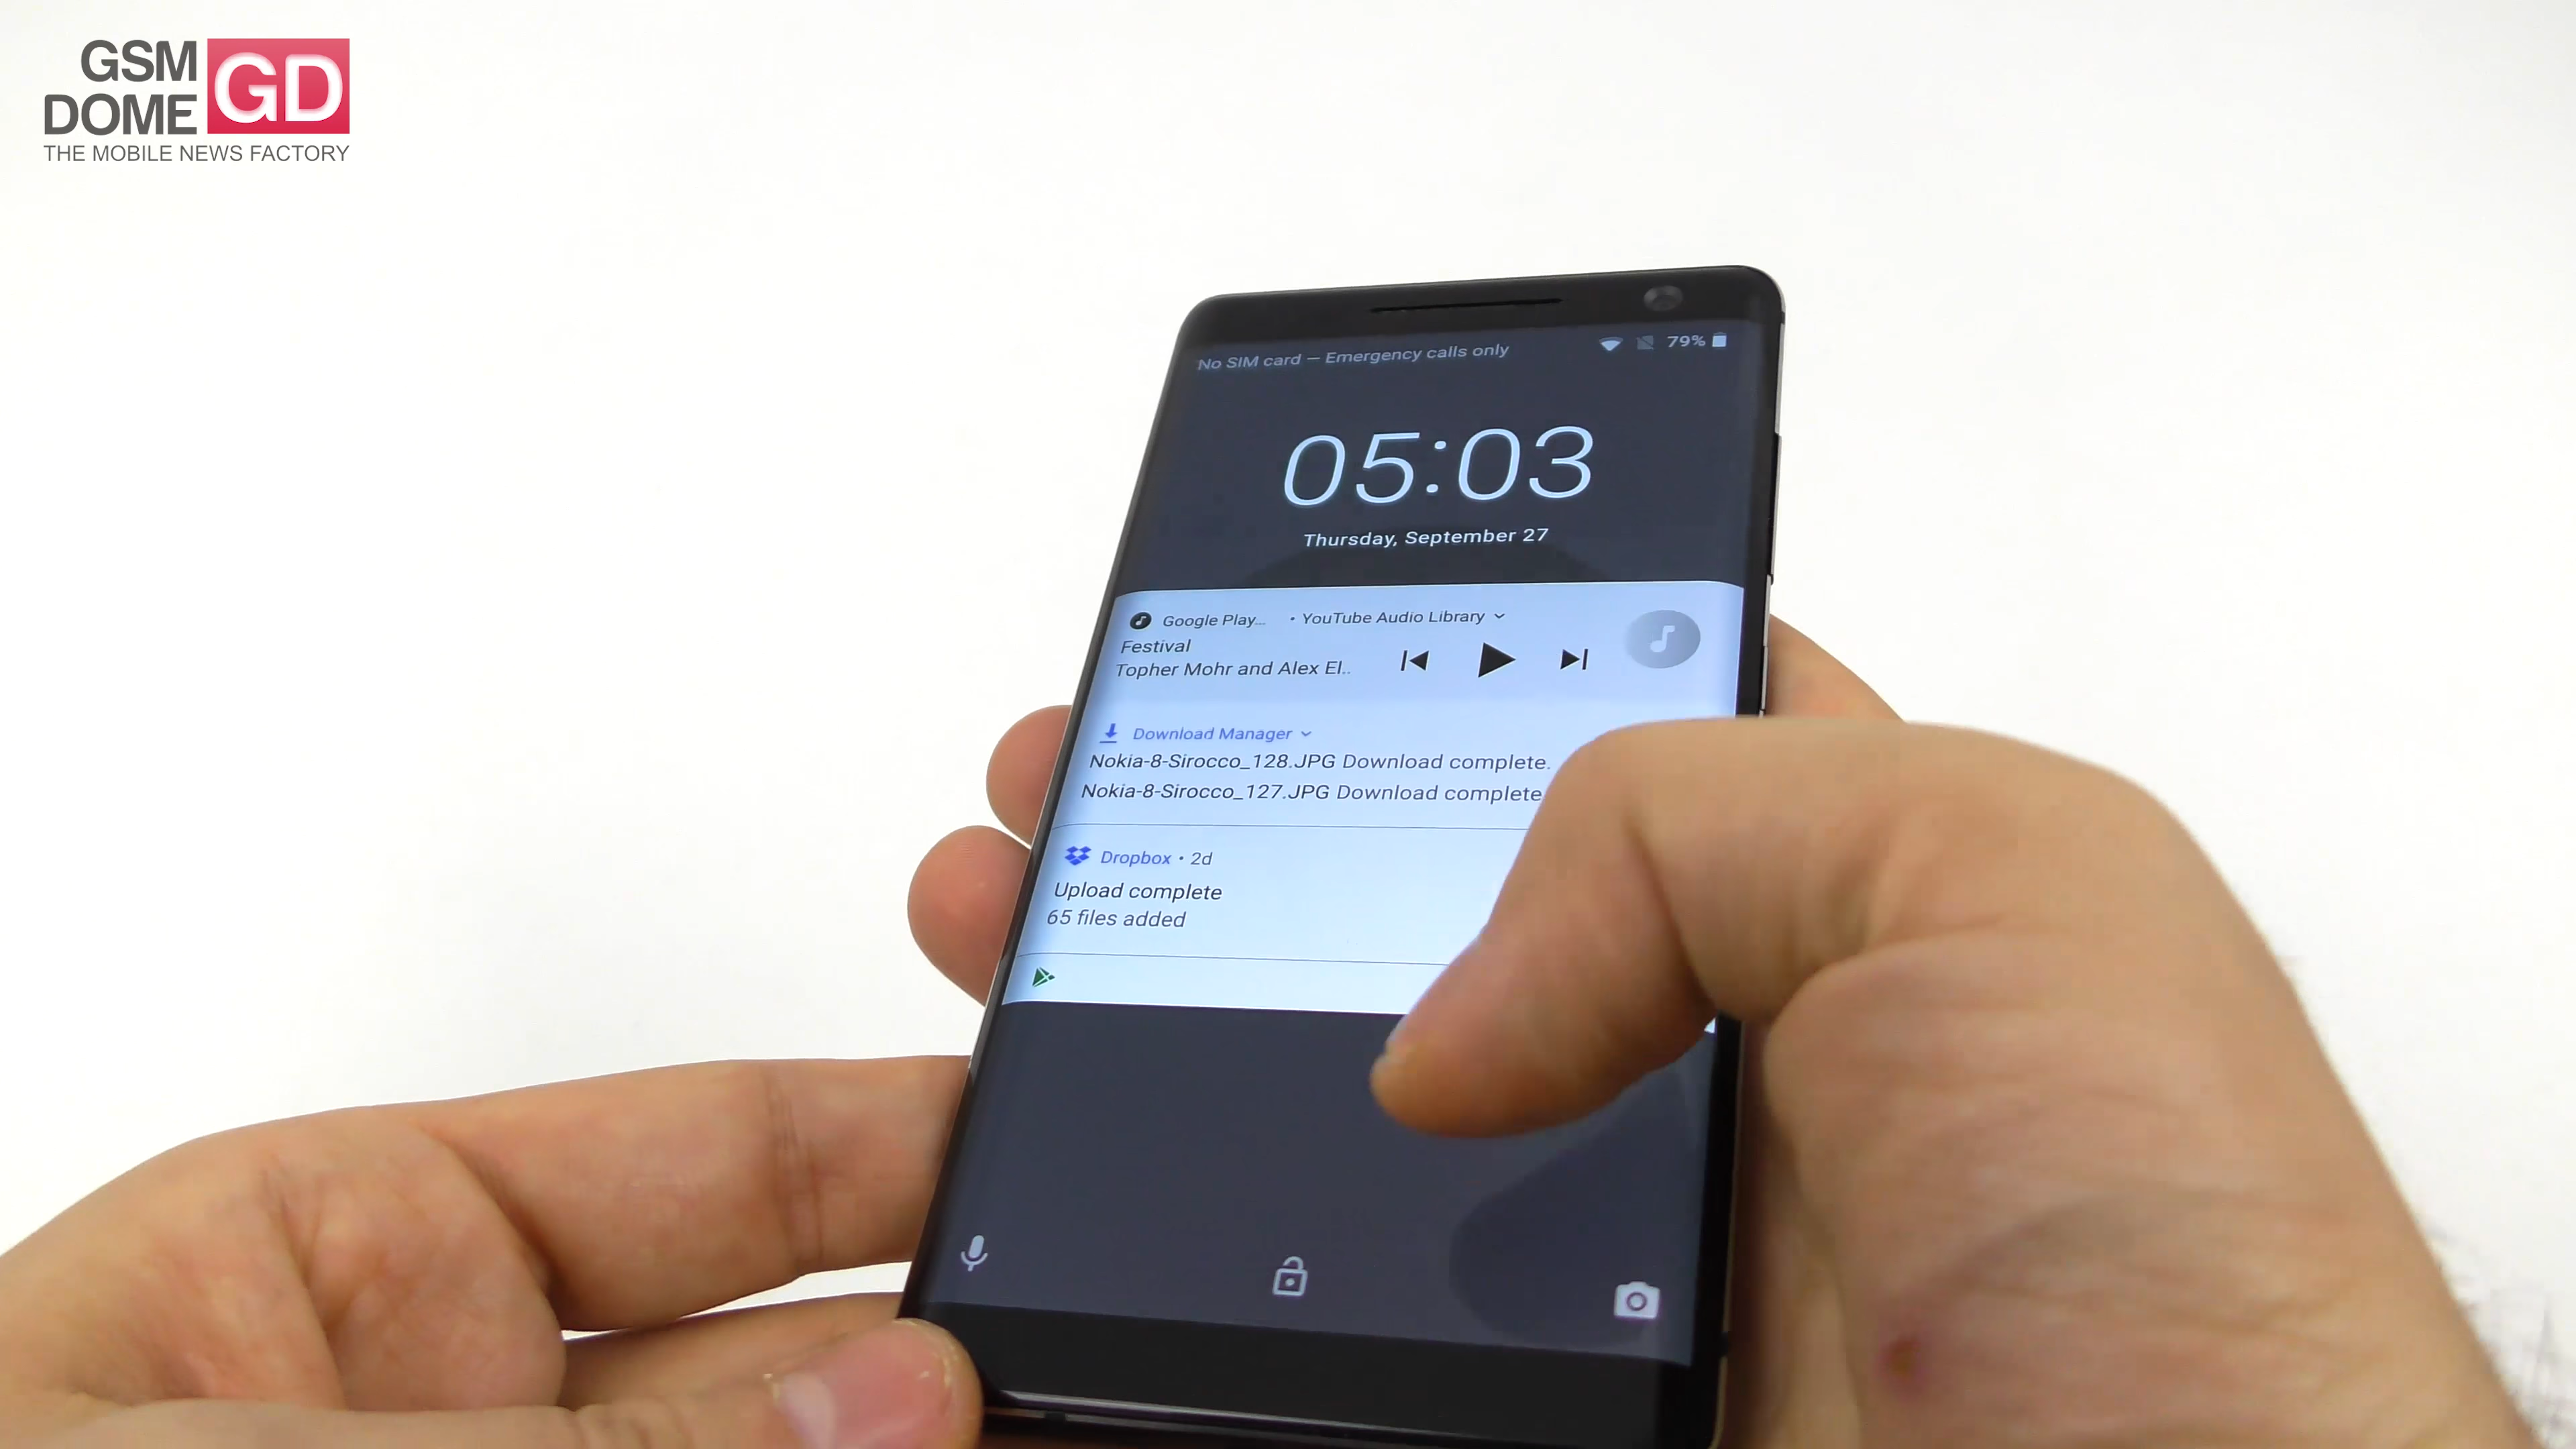 GSM
DOME
GD
THE MOBILE NEWS FACTORY
No SIM card — Emergency calls only
79%
05:03
Thursday, September 27
Google Play... • YouTube Audio Library
Festival
Topher Mohr and Alex El..
Download Manager
Nokia-8-Sirocco_128.JPG Download complete.
Nokia-8-Sirocco_127.JPG Download complete
Dropbox • 2d
Upload complete
65 files added